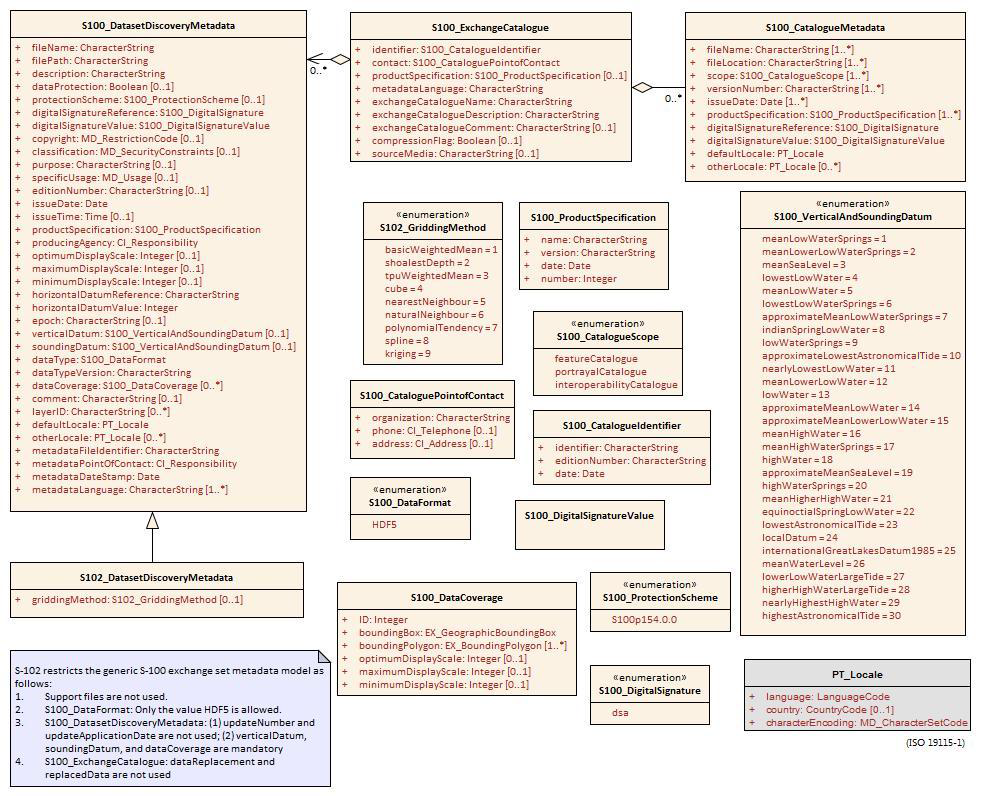 S100_DatasetDiscoveryMetadata
+ fileName: CharacterString
+ filePath: CharacterString
+ description: CharacterString
+ dataProtection: Boolean [0..1]
+ protectionScheme: S100_ProtectionScheme [0..1]
+ digitalSignatureReference: S100_DigitalSignature
+ digitalSignatureValue: S100_DigitalSignatureValue
+ copyright: MD_RestrictionCode [0..1]
+ classification: MD_SecurityConstraints [0..1]
+ purpose: CharacterString [0..1]
+ specificUsage: MD_Usage [0..1]
+ editionNumber: CharacterString [0..1]
+ issueDate: Date
+ issueTime: Time [0..1]
+ productSpecification: S100_ProductSpecification
+ producingAgency: CI_Responsibility
+ optimumDisplayScale: Integer [0..1]
+ maximumDisplayScale: Integer [0..1]
+ minimumDisplayScale: Integer [0..1]
+ horizontalDatumReference: CharacterString
+ horizontalDatumValue: Integer
+ epoch: CharacterString [0..1]
+ verticalDatum: S100_VerticalAndSoundingDatum [0..1]
+ soundingDatum: S100_VerticalAndSoundingDatum [0..1]
+ dataType: S100_DataFormat
+ dataTypeVersion: CharacterString
+ dataCoverage: S100_DataCoverage [0..*]
+ comment: CharacterString [0..1]
+ layerID: CharacterString [0..*]
+ defaultLocale: PT_Locale
+ otherLocale: PT_Locale [0..*]
+ metadataFileIdentifier: CharacterString
+ metadataPointOfContact: CI_Responsibility
+ metadataDateStamp: Date
+ metadataLanguage: CharacterString [1..*]
0..*
S100_ExchangeCatalogue
+ identifier: S100_CatalogueIdentifier
+ contact: S100_CataloguePointofContact
+ productSpecification: S100_ProductSpecification [0..1]
+ metadataLanguage: CharacterString
+ exchangeCatalogueName: CharacterString
+ exchangeCatalogueDescription: CharacterString
+ exchangeCatalogueComment: CharacterString [0..1]
+ compressionFlag: Boolean [0..1]
+ sourceMedia: CharacterString [0..1]
0..*
S100_CatalogueMetadata
+ fileName: CharacterString [1..*]
+ fileLocation: CharacterString [1..*]
+ scope: S100_CatalogueScope [1..*]
+ versionNumber: CharacterString [1..*]
+ issueDate: Date [1..*]
+ productSpecification: S100_ProductSpecification [1..*]
+ digitalSignatureReference: S100_DigitalSignature
+ digitalSignatureValue: S100_DigitalSignatureValue
+ defaultLocale: PT_Locale
+ otherLocale: PT_Locale [0..*]
«enumeration»
S102_GriddingMethod
basicWeightedMean = 1
shoalestDepth = 2
tpuWeightedMean = 3
cube = 4
nearestNeighbour = 5
naturalNeighbour = 6
polynomialTendency = 7
spline = 8
kriging = 9
S100_ProductSpecification
+ name: CharacterString
+ version: CharacterString
+ date: Date
+ number: Integer
«enumeration»
S100_CatalogueScope
featureCatalogue
portrayalCatalogue
interoperabilityCatalogue
«enumeration»
S100_VerticalAndSoundingDatum
meanLowWaterSprings = 1
meanLowerLowWaterSprings = 2
meanSeaLevel = 3
lowestLowWater = 4
meanLowWater = 5
lowestLowWaterSprings = 6
approximateMeanLowWaterSprings = 7
indianSpringLowWater = 8
lowWaterSprings = 9
approximateLowestAstronomicalTide = 10
nearlyLowestLowWater = 11
meanLowerLowWater = 12
lowWater = 13
approximateMeanLowWater = 14
approximateMeanLowerLowWater = 15
meanHighWater = 16
meanHighWaterSprings = 17
highWater = 18
approximateMeanSeaLevel = 19
highWaterSprings = 20
meanHigherHighWater = 21
equinoctialSpringLowWater = 22
lowestAstronomicalTide = 23
localDatum = 24
internationalGreatLakesDatum1985 = 25
meanWaterLevel = 26
lowerLowWaterLargeTide = 27
higherHighWaterLargeTide = 28
nearlyHighestHighWater = 29
highestAstronomicalTide = 30
S100_CataloguePointofContact
+ organization: CharacterString
+ phone: CI_Telephone [0..1]
+ address: CI_Address [0..1]
S100_CatalogueIdentifier
+ identifier: CharacterString
+ editionNumber: CharacterString
+ date: Date
«enumeration»
S100_DataFormat
HDF5
S100_DigitalSignatureValue
S102_DatasetDiscoveryMetadata
+ griddingMethod: S102_GriddingMethod [0..1]
S100_DataCoverage
+ ID: Integer
+ boundingBox: EX_GeographicBoundingBox
+ boundingPolygon: EX_BoundingPolygon [1..*]
+ optimumDisplayScale: Integer [0..1]
+ maximumDisplayScale: Integer [0..1]
+ minimumDisplayScale: Integer [0..1]
«enumeration»
S100_ProtectionScheme
S100p154.0.0
«enumeration»
S100_DigitalSignature
dsa
PT_Locale
+ language: LanguageCode
+ country: CountryCode [0..1]
+ characterEncoding: MD_CharacterSetCode
(ISO 19115-1)
S-102 restricts the generic S-100 exchange set metadata model as
follows:
1. Support files are not used.
2. S100_DataFormat: Only the value HDF5 is allowed.
3. S100_DatasetDiscoveryMetadata: (1) updateNumber and
updateApplicationDate are not used; (2) verticalDatum,
soundingDatum, and dataCoverage are mandatory
4. S100_ExchangeCatalogue: dataReplacement and
replacedData are not used